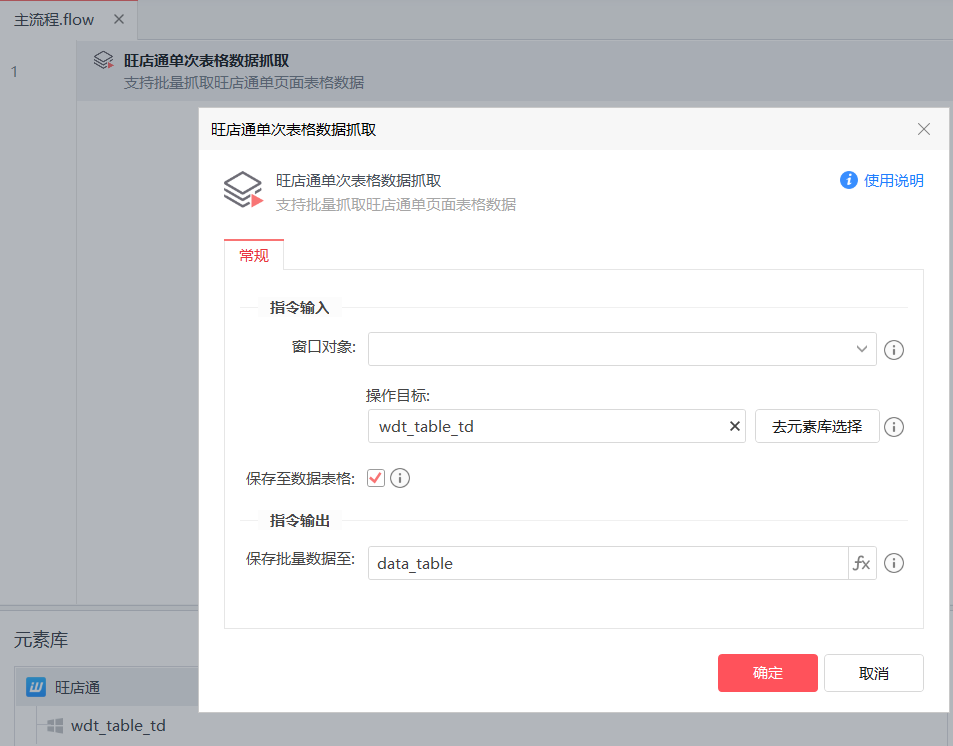 主流程.flow
1
旺店通单次表格数据抓取
支持批量抓取旺店通单页面表格数据
旺店通单次表格数据抓取
旺店通单次表格数据抓取
使用说明
支持批量抓取旺店通单页面表格数据
常规
指令输入
窗口对象:
操作目标:
wdt_table_td
去元素库选择
保存至数据表格:
指令输出
保存批量数据至:
data_table
fx
元素库
确定
取消
旺店通
wdt_table_td